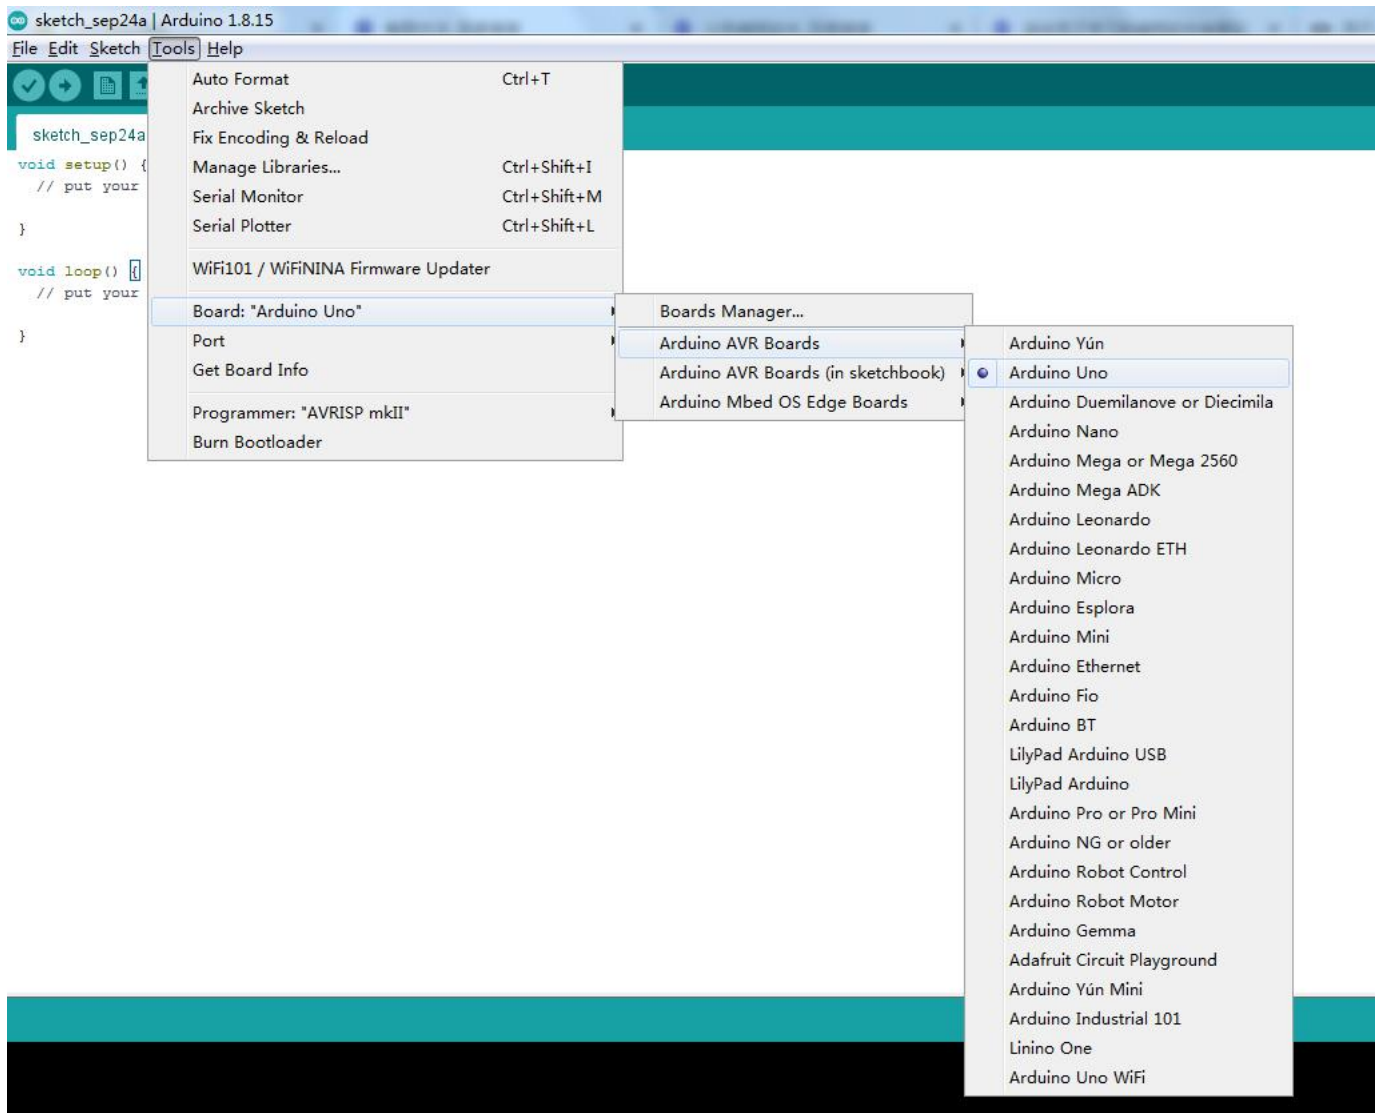 sketch_sep24a | Arduino 1.8.15
File Edit Sketch Tools Help
sketch_sep24a
void setup() {
// put your
}
void loop() {
// put your
}
Auto Format Ctrl+T
Archive Sketch
Fix Encoding & Reload
Manage Libraries... Ctrl+Shift+I
Serial Monitor Ctrl+Shift+M
Serial Plotter Ctrl+Shift+L
WiFi101 / WiFiNINA Firmware Updater
Board: "Arduino Uno"
Port
Get Board Info
Programmer: "AVRISP mkII"
Burn Bootloader
Boards Manager...
Arduino AVR Boards
Arduino AVR Boards (in sketchbook)
Arduino Mbed OS Edge Boards
Arduino Yún
Arduino Uno
Arduino Duemilanove or Diecimila
Arduino Nano
Arduino Mega or Mega 2560
Arduino Mega ADK
Arduino Leonardo
Arduino Leonardo ETH
Arduino Micro
Arduino Esplora
Arduino Mini
Arduino Ethernet
Arduino Fio
Arduino BT
LilyPad Arduino USB
LilyPad Arduino
Arduino Pro or Pro Mini
Arduino NG or older
Arduino Robot Control
Arduino Robot Motor
Arduino Gemma
Adafruit Circuit Playground
Arduino Yún Mini
Arduino Industrial 101
Linino One
Arduino Uno WiFi